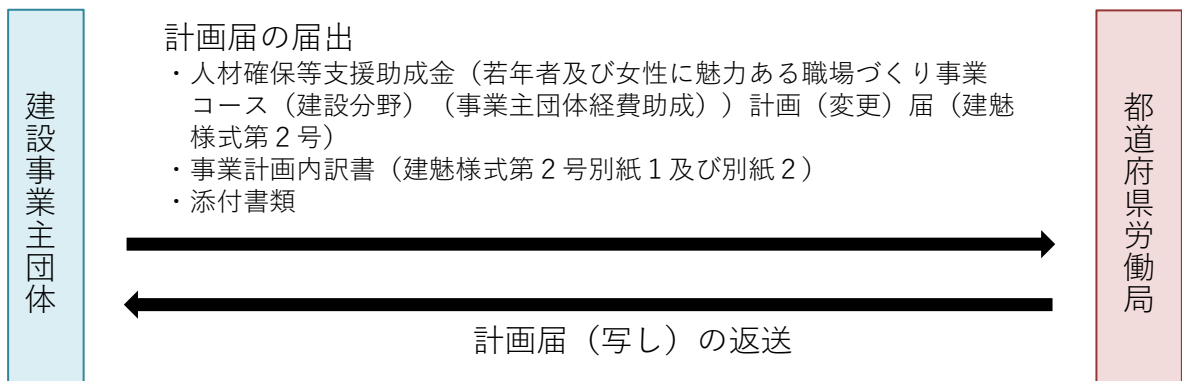 建設事業主団体
計画届の届出
・人材確保等支援助成金（若年者及び女性に魅力ある職場づくり事業
コース（建設分野）（事業主団体経費助成））計画（変更）届（建魅
様式第２号）
・事業計画内訳書（建魅様式第２号別紙１及び別紙２）
・添付書類
計画届（写し）の返送
都道府県労働局